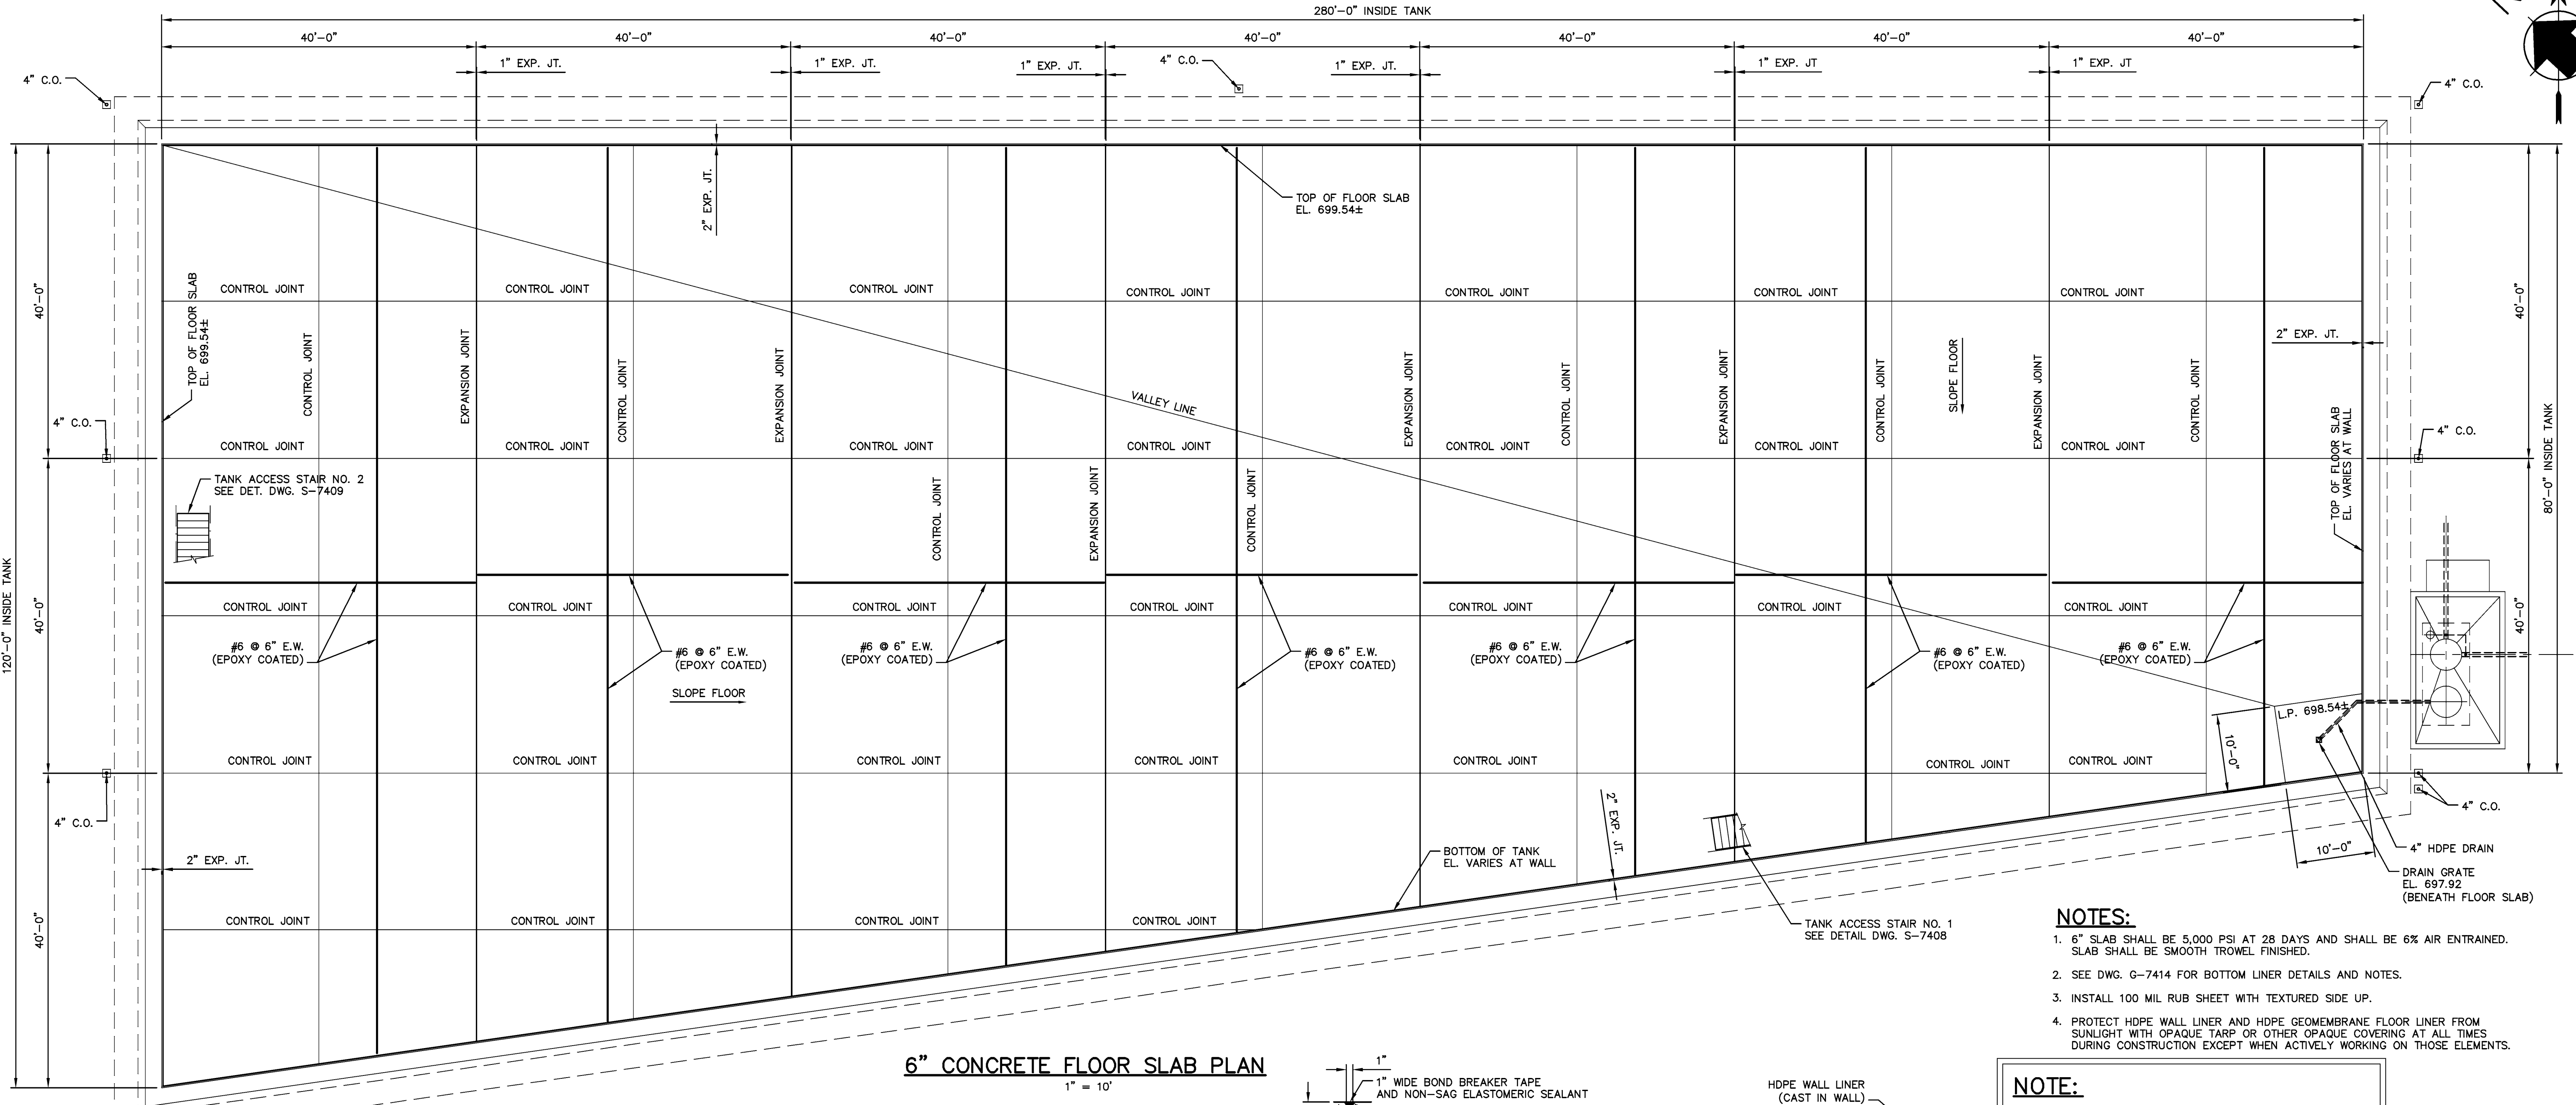 280'-0" INSIDE TANK
40'-0" 40'-0" 40'-0" 40'-0" 40'-0" 40'-0" 40'-0"
1" EXP. JT. 1" EXP. JT. 1" EXP. JT. 1" EXP. JT. 1" EXP. JT 1" EXP. JT
4" C.O.
4" C.O.
4" C.O.
2" EXP. JT.
TOP OF FLOOR SLAB
EL. 699.54±
40'-0"
TOP OF FLOOR SLAB
EL. 699.54±
CONTROL JOINT CONTROL JOINT CONTROL JOINT CONTROL JOINT CONTROL JOINT CONTROL JOINT CONTROL JOINT
40'-0"
2" EXP. JT.
CONTROL JOINT
EXPANSION JOINT
CONTROL JOINT
EXPANSION JOINT
VALLEY LINE
EXPANSION JOINT
CONTROL JOINT
EXPANSION JOINT
CONTROL JOINT
SLOPE FLOOR
EXPANSION JOINT
CONTROL JOINT
TOP OF FLOOR SLAB
EL. VARIES AT WALL
4" C.O.
4" C.O.
CONTROL JOINT CONTROL JOINT CONTROL JOINT CONTROL JOINT CONTROL JOINT CONTROL JOINT CONTROL JOINT
80'-0" INSIDE TANK
TANK ACCESS STAIR NO. 2
SEE DET. DWG. S-7409
CONTROL JOINT
EXPANSION JOINT
CONTROL JOINT
120'-0" INSIDE TANK
40'-0"
40'-0"
CONTROL JOINT CONTROL JOINT CONTROL JOINT CONTROL JOINT CONTROL JOINT CONTROL JOINT
#6 @ 6" E.W.
(EPOXY COATED)
#6 @ 6" E.W.
(EPOXY COATED)
#6 @ 6" E.W.
(EPOXY COATED)
#6 @ 6" E.W.
(EPOXY COATED)
#6 @ 6" E.W.
(EPOXY COATED)
#6 @ 6" E.W.
(EPOXY COATED)
#6 @ 6" E.W.
(EPOXY COATED)
SLOPE FLOOR
L.P. 698.54±
10'-0"
CONTROL JOINT CONTROL JOINT CONTROL JOINT CONTROL JOINT CONTROL JOINT CONTROL JOINT CONTROL JOINT
4" C.O.
4" C.O.
2" EXP. JT.
2" EXP. JT.
BOTTOM OF TANK
EL. VARIES AT WALL
10'-0"
4" HDPE DRAIN
DRAIN GRATE
EL. 697.92
(BENEATH FLOOR SLAB)
40'-0"
CONTROL JOINT CONTROL JOINT CONTROL JOINT CONTROL JOINT
TANK ACCESS STAIR NO. 1
SEE DETAIL DWG. S-7408
NOTES:
1. 6" SLAB SHALL BE 5,000 PSI AT 28 DAYS AND SHALL BE 6% AIR ENTRAINED.
SLAB SHALL BE SMOOTH TROWEL FINISHED.
2. SEE DWG. G-7414 FOR BOTTOM LINER DETAILS AND NOTES.
3. INSTALL 100 MIL RUB SHEET WITH TEXTURED SIDE UP.
4. PROTECT HDPE WALL LINER AND HDPE GEOMEMBRANE FLOOR LINER FROM
SUNLIGHT WITH OPAQUE TARP OR OTHER OPAQUE COVERING AT ALL TIMES
DURING CONSTRUCTION EXCEPT WHEN ACTIVELY WORKING ON THOSE ELEMENTS.
6" CONCRETE FLOOR SLAB PLAN
1" = 10'
1"
1" WIDE BOND BREAKER TAPE
AND NON-SAG ELASTOMERIC SEALANT
HDPE WALL LINER
(CAST IN WALL)
NOTE: